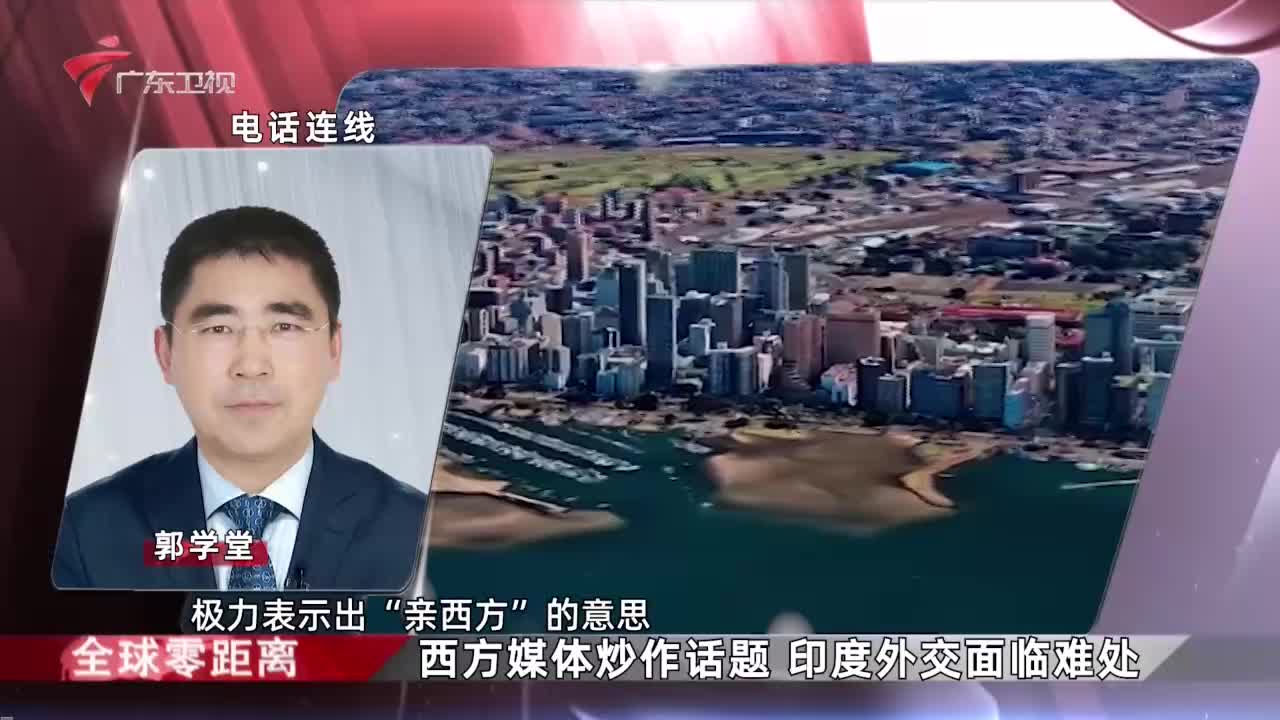 广东卫视
电话连线
郭学堂
极力表示出“亲西方”的意思
全球零距离
西方媒体炒作话题 印度外交面临难处